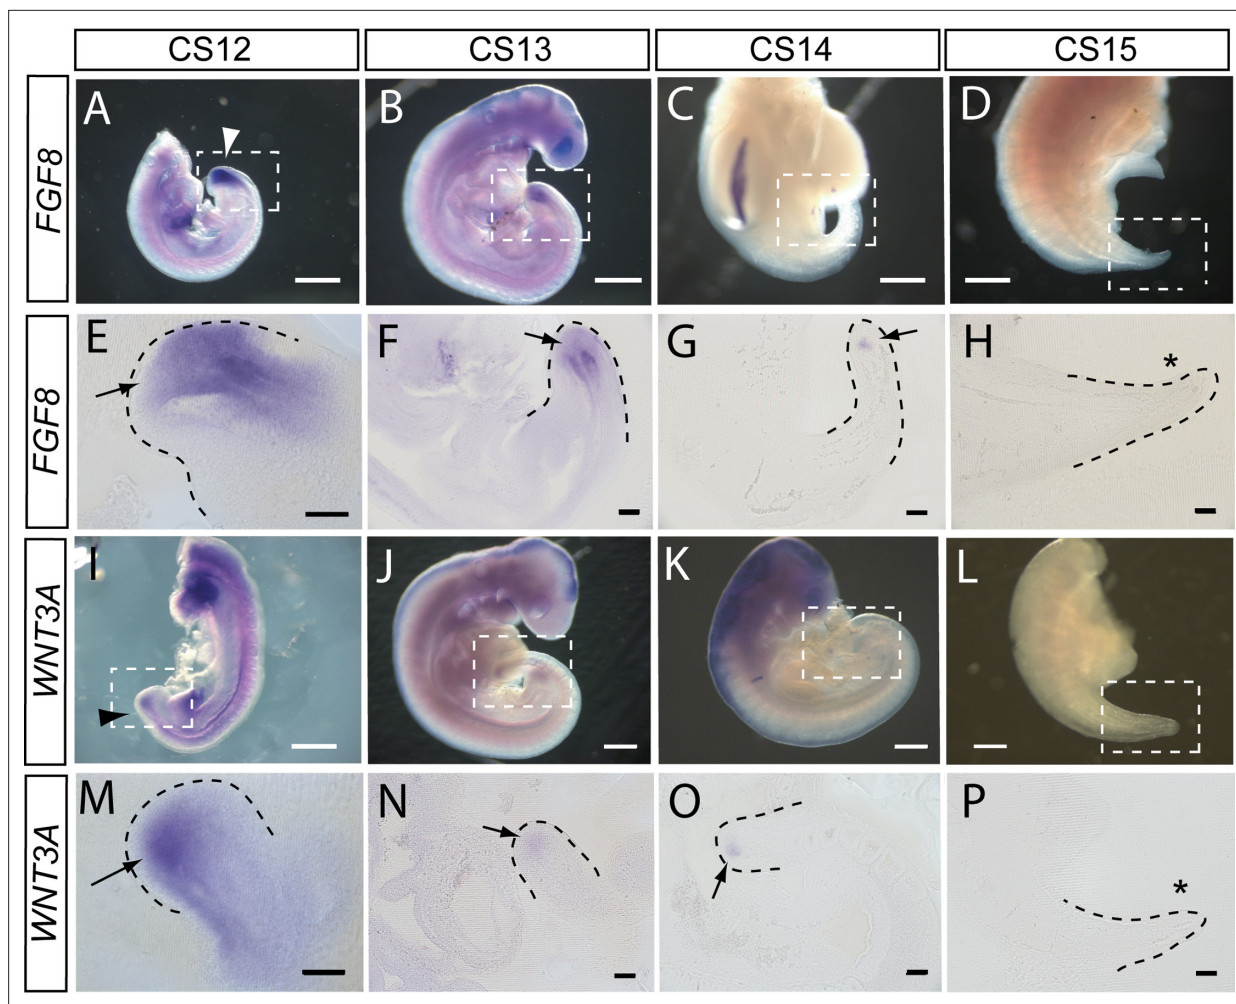 CS12 CS13 CS14 CS15
FGF8 A B C D
FGF8 E F G H *
WNT3A I J K L
WNT3A M N O P *